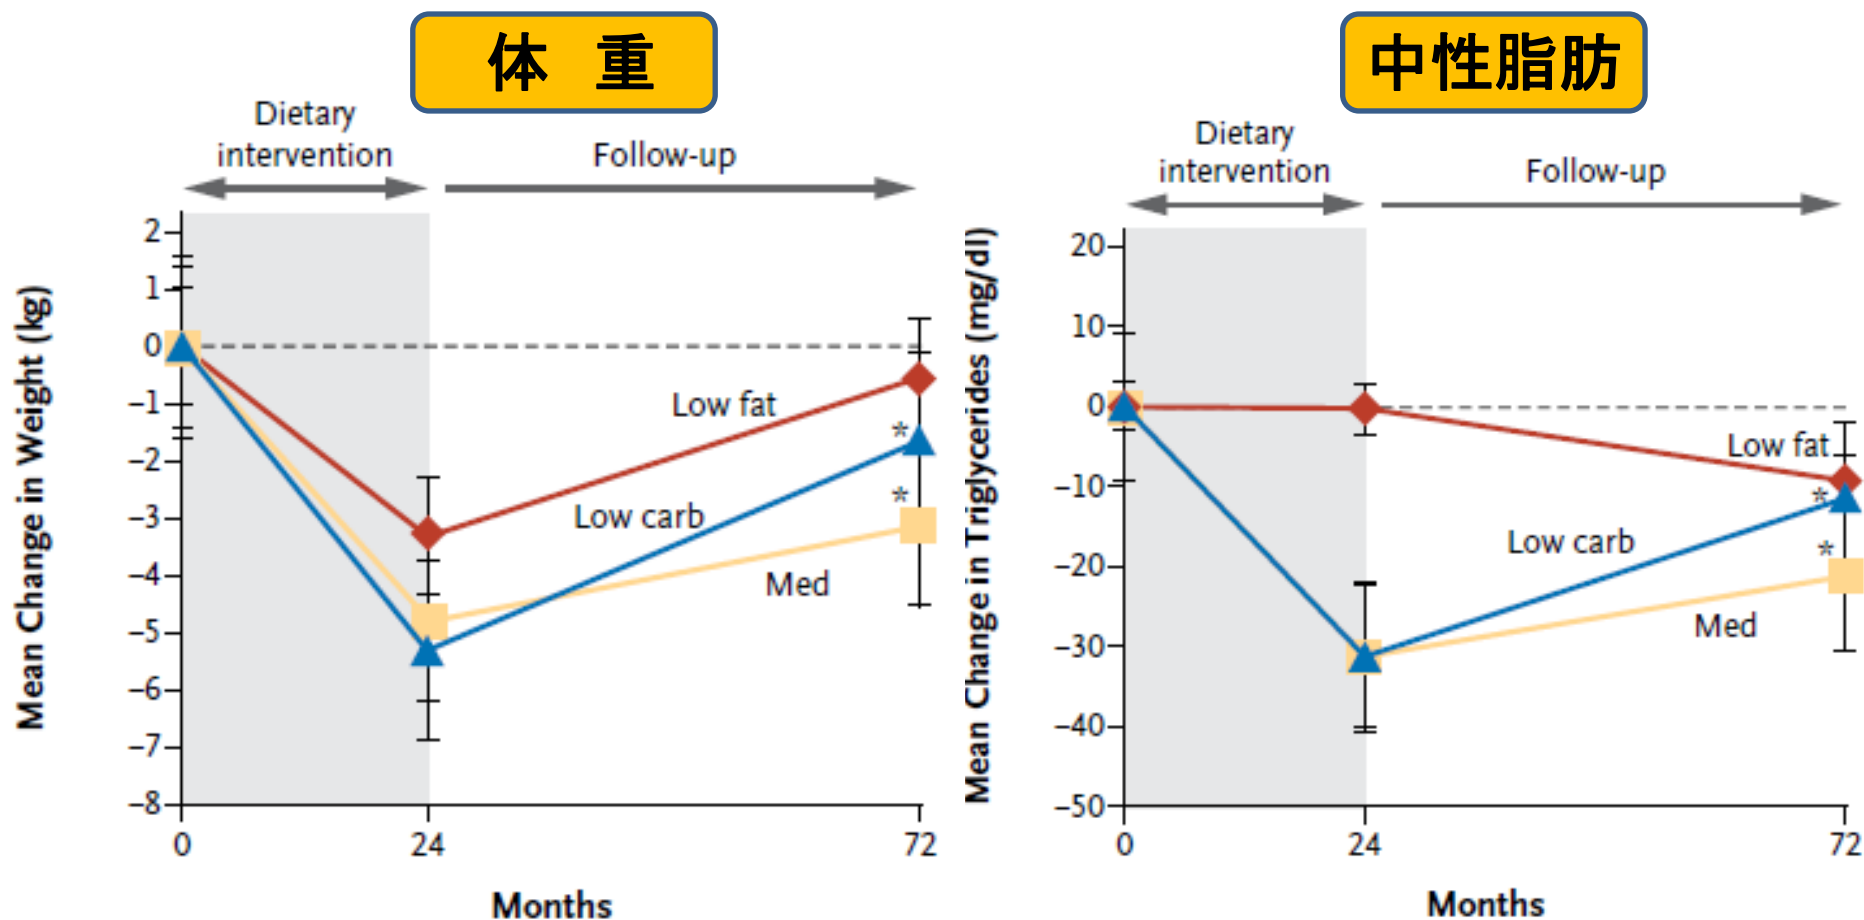 体 重
Dietary
intervention
Follow-up
Mean Change in Weight (kg)
2
1
0
−1
−2
−3
−4
−5
−6
−7
−8
Low fat
*
*
Low carb
Med
0
24
72
Months
中性脂肪
Dietary
intervention
Follow-up
Mean Change in Triglycerides (mg/dl)
20
10
0
−10
−20
−30
−40
−50
Low fat
*
Low carb
*
Med
0
24
72
Months